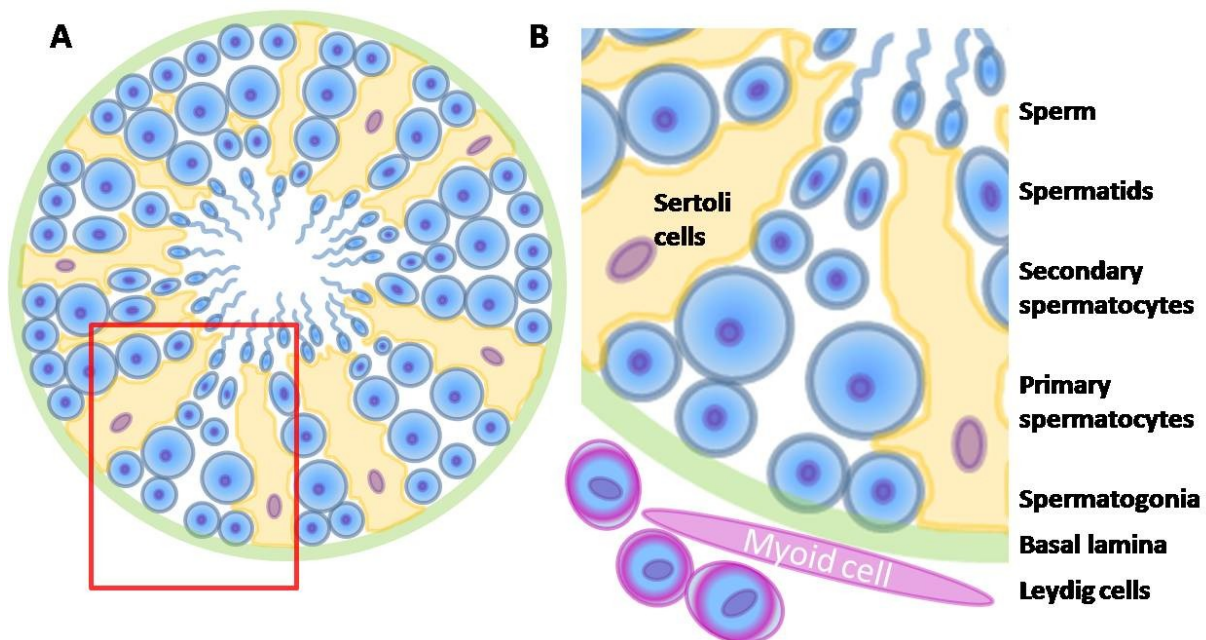 A
B
Sperm
Spermatids
Sertoli
cells
Secondary
spermatocytes
Primary
spermatocytes
Spermatogonia
Basal lamina
Myoid cell
Leydig cells